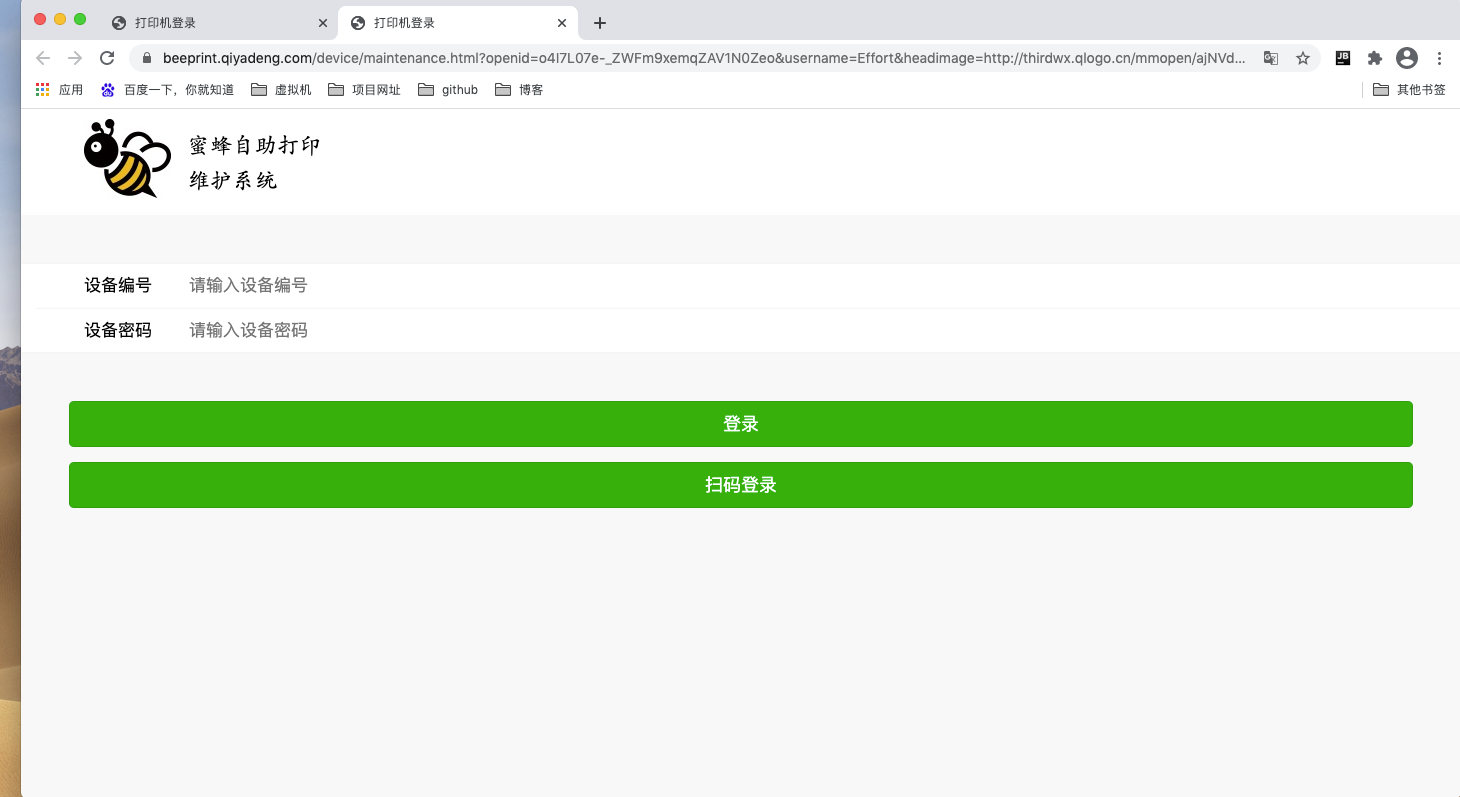 打印机登录
打印机登录
beeprint.qiyadeng.com/device/maintenance.html?openid=o4I7L07e-_ZWFm9xemqZAV1N0Zeo&username=Effort&headimage=http://thirdwx.qlogo.cn/mmopen/ajNVd...
JB
应用 百度一下，你就知道 虚拟机 项目网址 github 博客 其他书签
蜜蜂自助打印
维护系统
设备编号 请输入设备编号
设备密码 请输入设备密码
登录
扫码登录